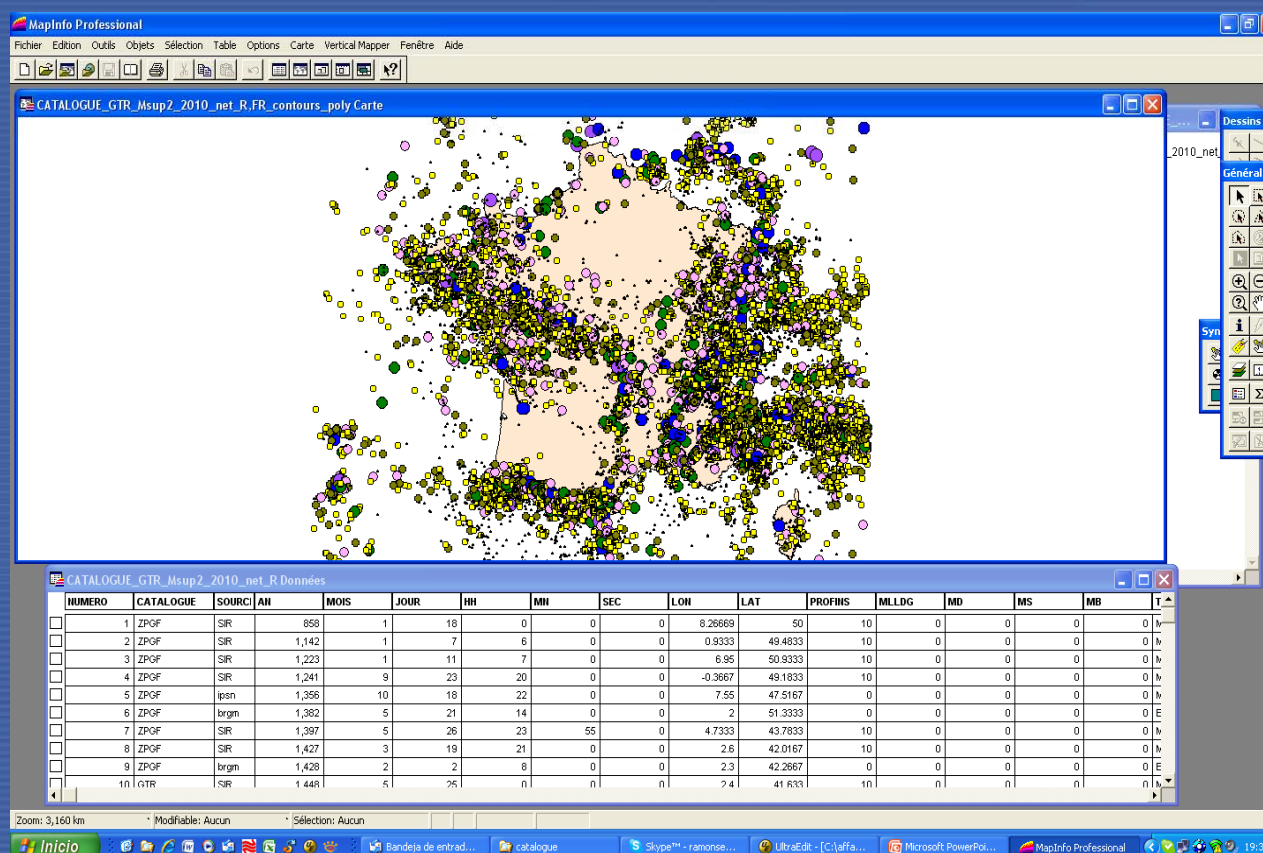 MapInfo Professional
Fichier Edition Outils Objets Sélection Table Options Carte Vertical Mapper Fenêtre Aide
CATALOGUE_GTR_Msup2_2010_net_R,FR_contours_poly Carte
_2010_net_
Dessins
Général
Syn
CATALOGUE_GTR_Msup2_2010_net_R Données
NUMERO CATALOGUE SOURCE AN MOIS JOUR HH MN SEC LON LAT PROFINS MLLDG MD MS MB T
1 ZPGF SIR 858 1 18 0 0 0 8.26669 50 10 0 0 0 0 M
2 ZPGF SIR 1,142 1 7 6 0 0 0.9333 49.4833 10 0 0 0 0 M
3 ZPGF SIR 1,223 1 11 7 0 0 6.95 50.9333 10 0 0 0 0 M
4 ZPGF SIR 1,241 9 23 20 0 0 -0.3667 49.1833 10 0 0 0 0 M
5 ZPGF ipsn 1,356 10 18 22 0 0 7.55 47.5167 0 0 0 0 0 M
6 ZPGF brgm 1,382 5 21 14 0 0 2 51.3333 0 0 0 0 0 E
7 ZPGF SIR 1,397 5 26 23 55 0 4.7333 43.7833 10 0 0 0 0 M
8 ZPGF SIR 1,427 3 19 21 0 0 2.6 42.0167 10 0 0 0 0 M
9 ZPGF brgm 1,428 2 2 8 0 0 2.3 42.2667 0 0 0 0 0 E
10 GTR SIR 1,448 5 25 0 0 0 2.4 41.633 10 0 0 0 0 M
Zoom: 3,160 km Modifiable: Aucun Sélection: Aucun
Inicio Bandeja de entrad... catalogue Skype™ - ramonse... UltraEdit - [C:\affa... Microsoft PowerPoi... MapInfo Professional 19:3